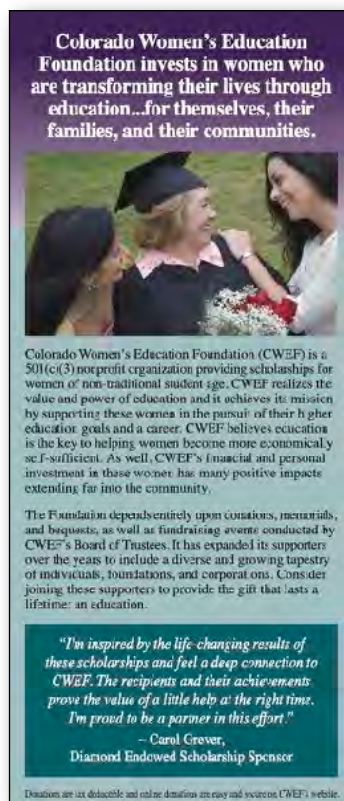 Colorado Women's Education
Foundation invests in women who
are transforming their lives through
education...for themselves, their
families, and their communities.
Colorado Women's Education Foundation (CWEF) is a
501(c)(3) nonprofit organization providing scholarships for
women of non-traditional student age. CWEF realizes the
value and power of education and it achieves its mission
by supporting these women in the pursuit of their higher
education goals and a career. CWEF believes education
is the key to helping women become more economically
self-sufficient. As well, CWEF's financial and personal
investment in these women has many positive impacts
extending far into the community.
The Foundation depends entirely upon donations, memorials,
and bequests, as well as fundraising events conducted by
CWEF's Board of Trustees. It has expanded its supporters
over the years to include a diverse and growing tapestry
of individuals, foundations, and corporations. Consider
joining these supporters to provide the gift that lasts a
lifetime: an education.
"I'm inspired by the life-changing results of
these scholarships and feel a deep connection to
CWEF. The recipients and their achievements
prove the value of a little help at the right time.
I'm proud to be a partner in this effort."
– Carol Grever,
Diamond Endowed Scholarship Sponsor
Donations are tax deductible and online donations are easy and secure on CWEF's website.